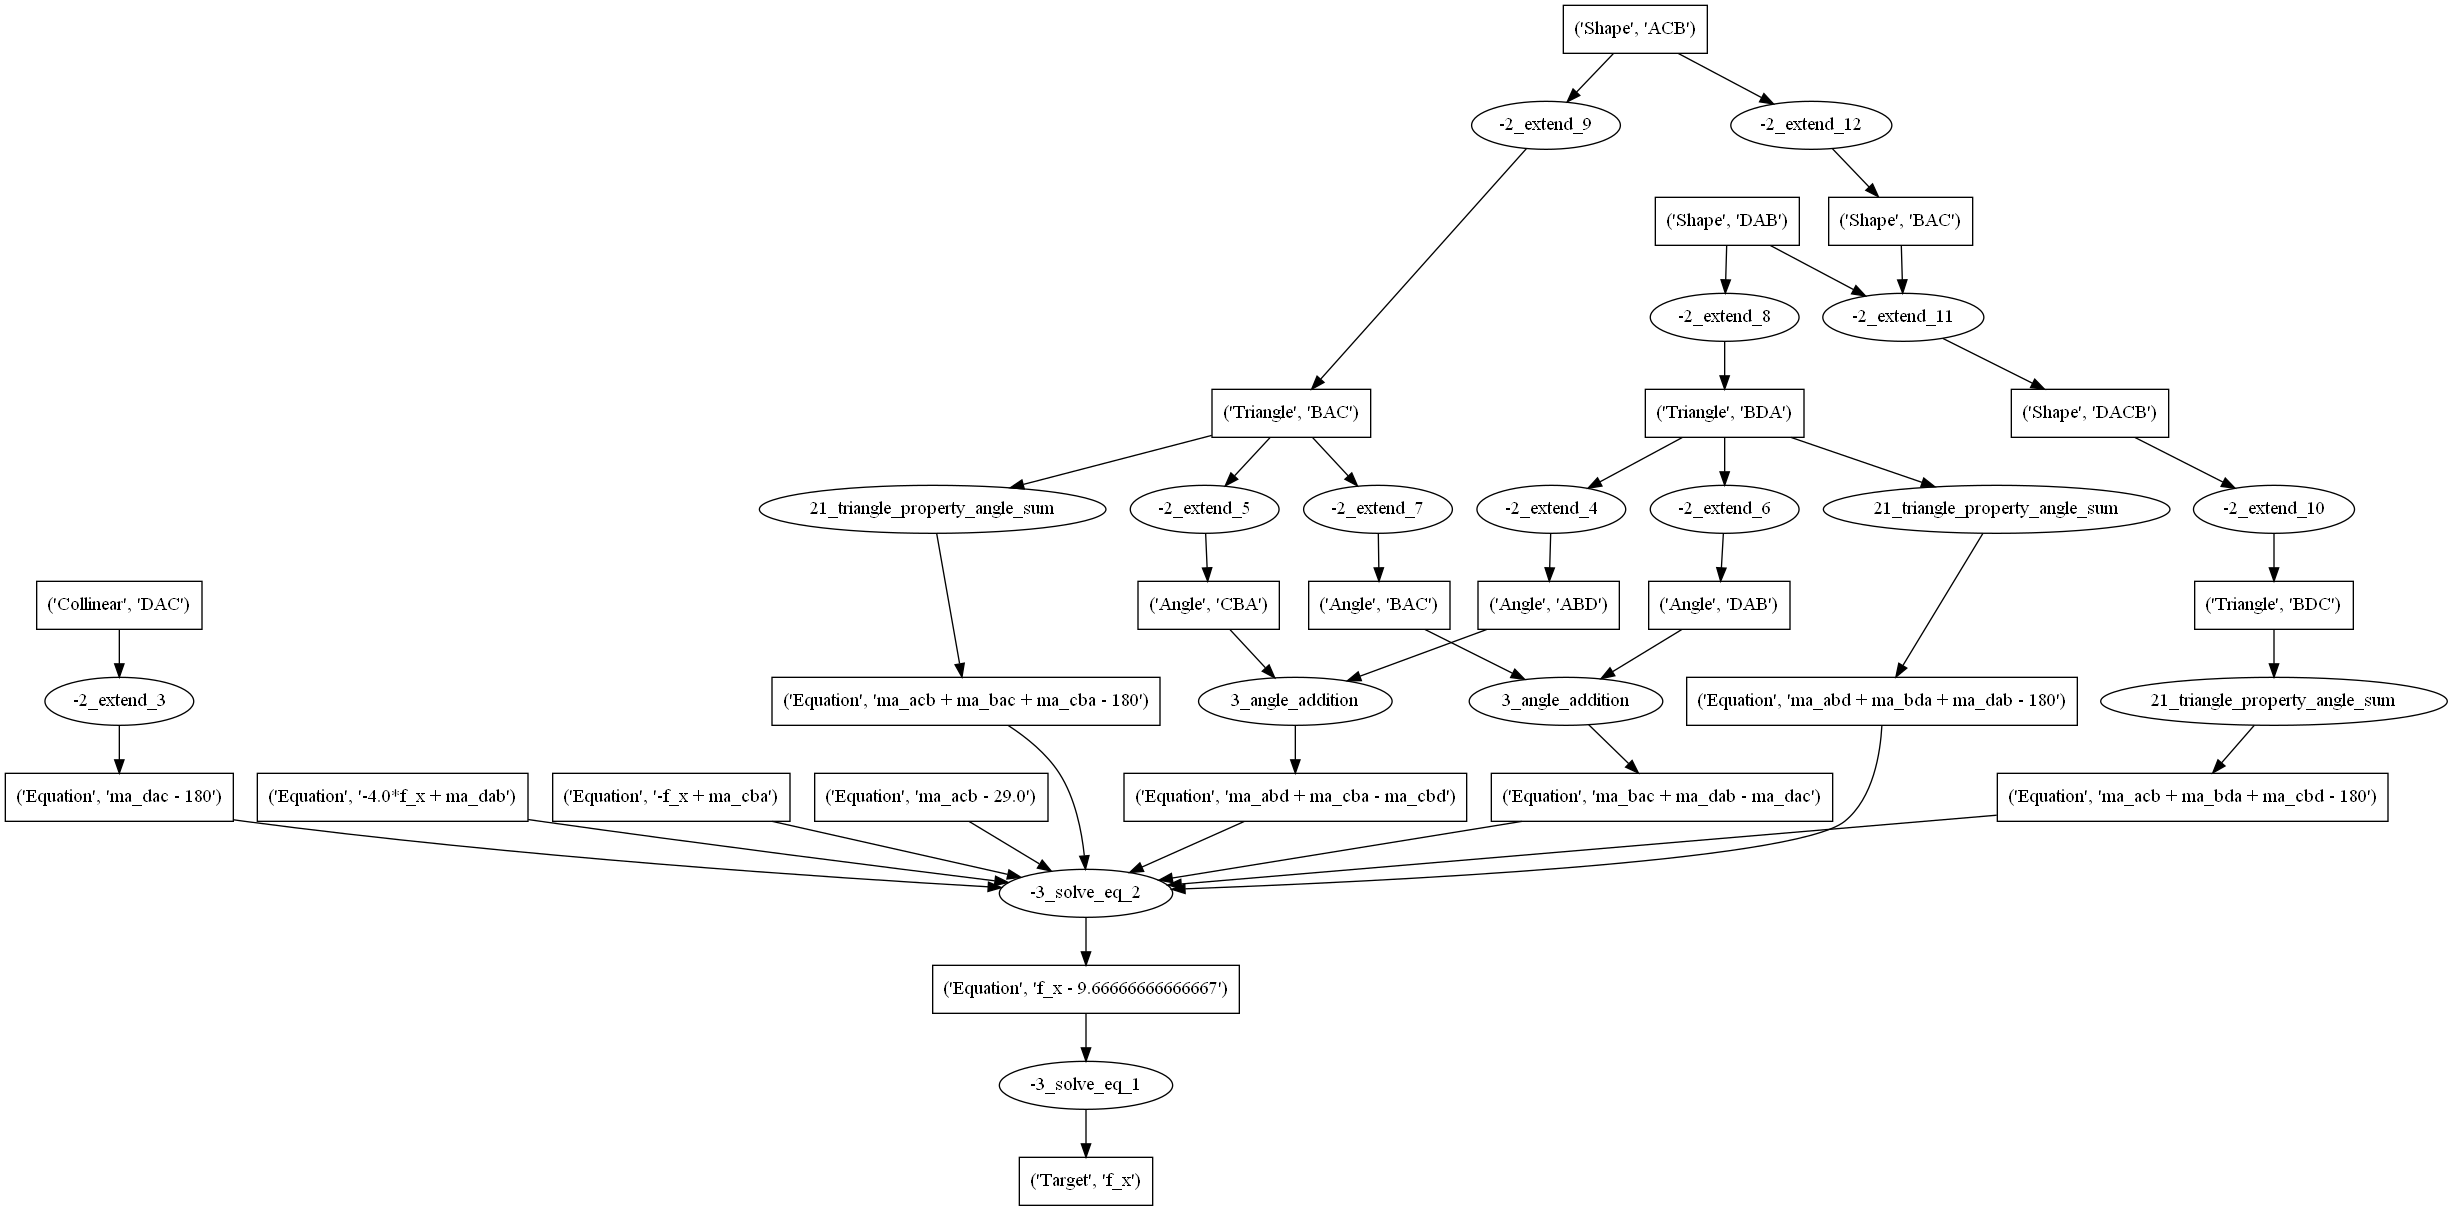 ('Shape', 'ACB')
-2_extend_9
-2_extend_12
('Shape', 'DAB')
('Shape', 'BAC')
-2_extend_8
-2_extend_11
('Triangle', 'BAC')
('Triangle', 'BDA')
('Shape', 'DACB')
21_triangle_property_angle_sum
-2_extend_5
-2_extend_7
-2_extend_4
-2_extend_6
21_triangle_property_angle_sum
-2_extend_10
('Collinear', 'DAC')
('Angle', 'CBA')
('Angle', 'BAC')
('Angle', 'ABD')
('Angle', 'DAB')
('Triangle', 'BDC')
-2_extend_3
('Equation', 'ma_acb + ma_bac + ma_cba - 180')
3_angle_addition
3_angle_addition
('Equation', 'ma_abd + ma_bda + ma_dab - 180')
21_triangle_property_angle_sum
('Equation', 'ma_dac - 180')
('Equation', '-4.0*f_x + ma_dab')
('Equation', '-f_x + ma_cba')
('Equation', 'ma_acb - 29.0')
('Equation', 'ma_abd + ma_cba - ma_cbd')
('Equation', 'ma_bac + ma_dab - ma_dac')
('Equation', 'ma_acb + ma_bda + ma_cbd - 180')
-3_solve_eq_2
('Equation', 'f_x - 9.66666666666667')
-3_solve_eq_1
('Target', 'f_x')